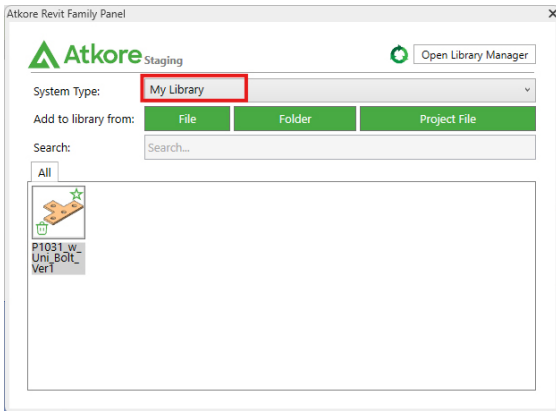 Atkore Revit Family Panel
Atkore Staging
Open Library Manager
System Type: My Library
Add to library from: File Folder Project File
Search: Search...
All
P1031_w_
Uni_Bolt_
Ver1